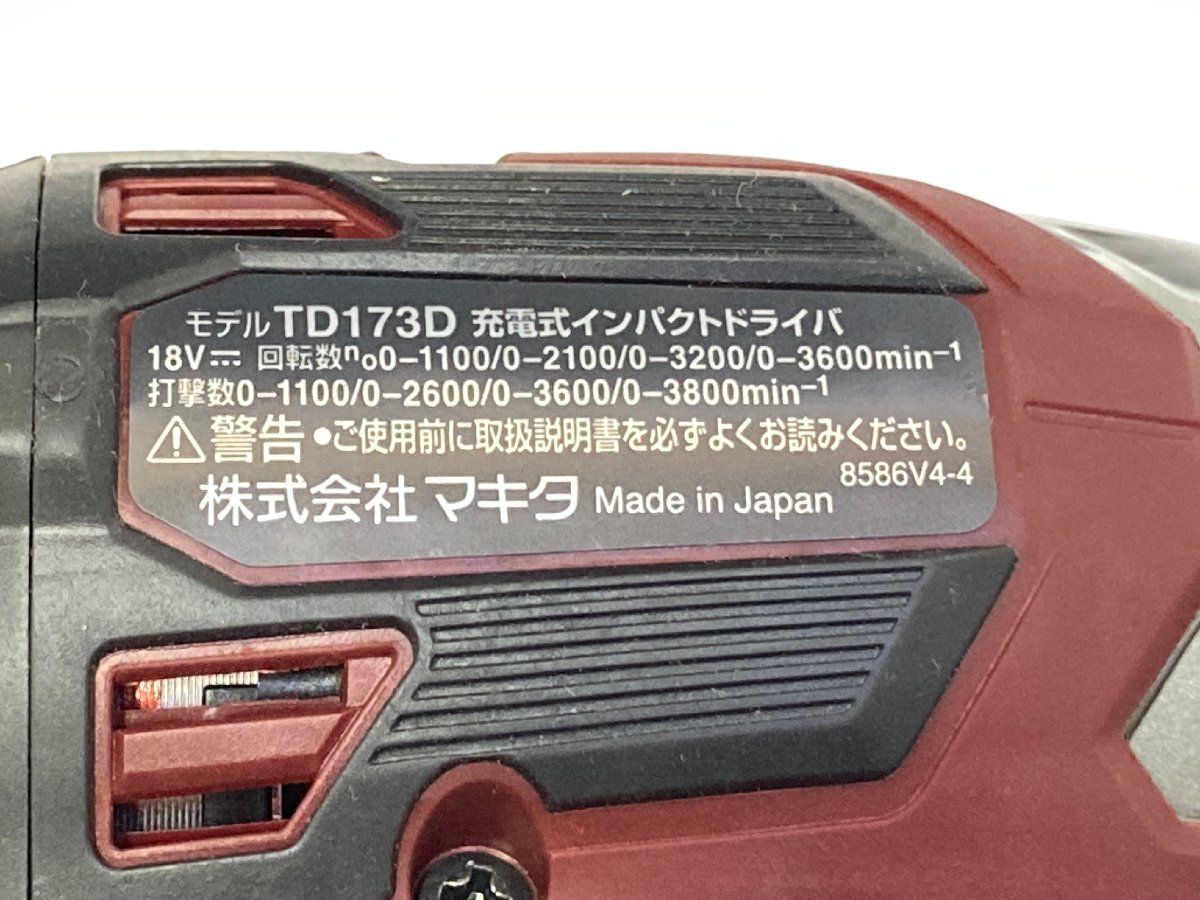 モデル TD173D 充電式インパクトドライバ
18V⎓ 回転数n₀0-1100/0-2100/0-3200/0-3600min⁻¹
打撃数0-1100/0-2600/0-3600/0-3800min⁻¹
⚠警告 ●ご使用前に取扱説明書を必ずよくお読みください。
8586V4-4
株式会社 マキタ Made in Japan